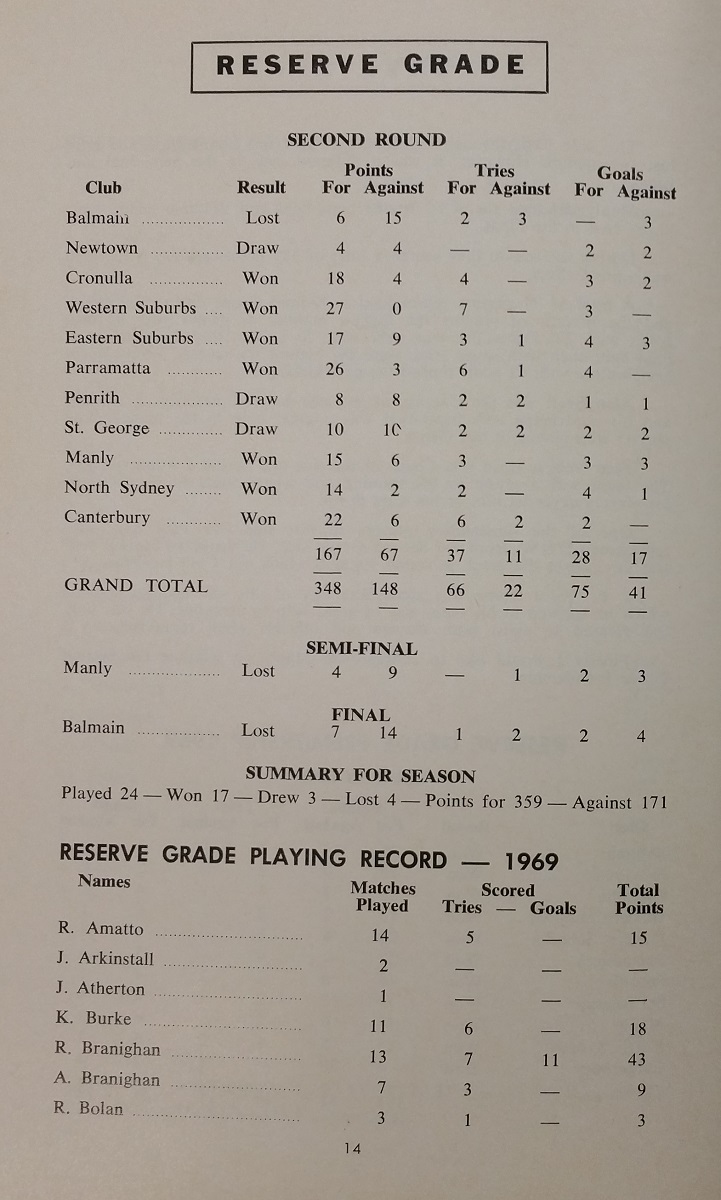 RESERVE GRADE
SECOND ROUND
Points Tries Goals
Club Result For Against For Against For Against
Balmain .................... Lost 6 15 2 3 — 3
Newtown .................. Draw 4 4 — — 2 2
Cronulla .................. Won 18 4 4 — 3 2
Western Suburbs .... Won 27 0 7 — 3 —
Eastern Suburbs .... Won 17 9 3 1 4 3
Parramatta ............. Won 26 3 6 1 4 —
Penrith ...................... Draw 8 8 2 2 1 1
St. George ............... Draw 10 10 2 2 2 2
Manly ...................... Won 15 6 3 — 3 3
North Sydney ........ Won 14 2 2 — 4 1
Canterbury ............. Won 22 6 6 2 2 —
167 67 37 11 28 17
GRAND TOTAL 348 148 66 22 75 41
SEMI-FINAL
Manly ...................... Lost 4 9 — 1 2 3
FINAL
Balmain .................... Lost 7 14 1 2 2 4
SUMMARY FOR SEASON
Played 24 — Won 17 — Drew 3 — Lost 4 — Points for 359 — Against 171
RESERVE GRADE PLAYING RECORD — 1969
Names Matches Scored Total
Played Tries — Goals Points
R. Amatto .................................. 14 5 — 15
J. Arkinstall ................................ 2 — — —
J. Atherton .................................. 1 — — —
K. Burke .................................... 11 6 — 18
R. Branighan .............................. 13 7 11 43
A. Branighan .............................. 7 3 — 9
R. Bolan ...................................... 3 1 — 3
14